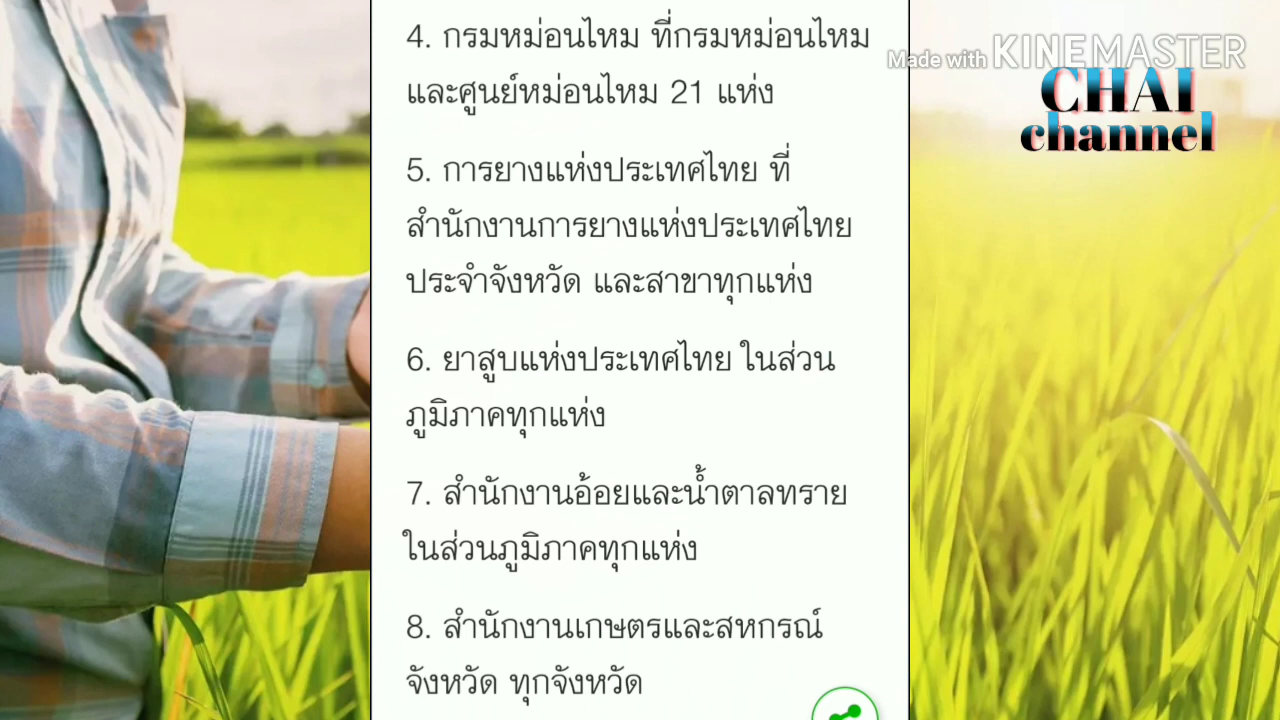 4. กรมหม่อนไหม ที่กรมหม่อนไหม
และศูนย์หม่อนไหม 21 แห่ง
5. การยางแห่งประเทศไทย ที่
สำนักงานการยางแห่งประเทศไทย
ประจำจังหวัด และสาขาทุกแห่ง
6. ยาสูบแห่งประเทศไทย ในส่วน
ภูมิภาคทุกแห่ง
7. สำนักงานอ้อยและน้ำตาลทราย
ในส่วนภูมิภาคทุกแห่ง
8. สำนักงานเกษตรและสหกรณ์
จังหวัด ทุกจังหวัด
Made with KINEMASTER
CHAI
channel